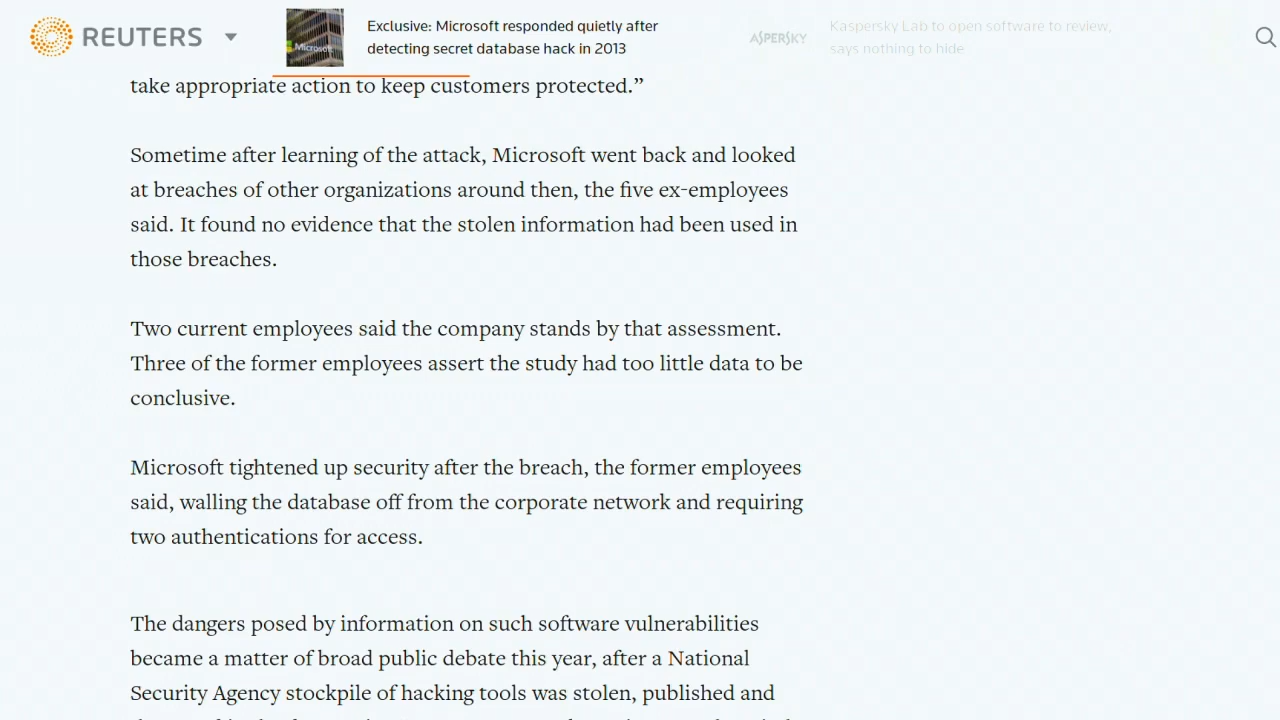 REUTERS
Exclusive: Microsoft responded quietly after
detecting secret database hack in 2013
Microsoft
ASPERSKY
Kaspersky Lab to open software to review,
says nothing to hide
take appropriate action to keep customers protected.”
Sometime after learning of the attack, Microsoft went back and looked
at breaches of other organizations around then, the five ex-employees
said. It found no evidence that the stolen information had been used in
those breaches.
Two current employees said the company stands by that assessment.
Three of the former employees assert the study had too little data to be
conclusive.
Microsoft tightened up security after the breach, the former employees
said, walling the database off from the corporate network and requiring
two authentications for access.
The dangers posed by information on such software vulnerabilities
became a matter of broad public debate this year, after a National
Security Agency stockpile of hacking tools was stolen, published and